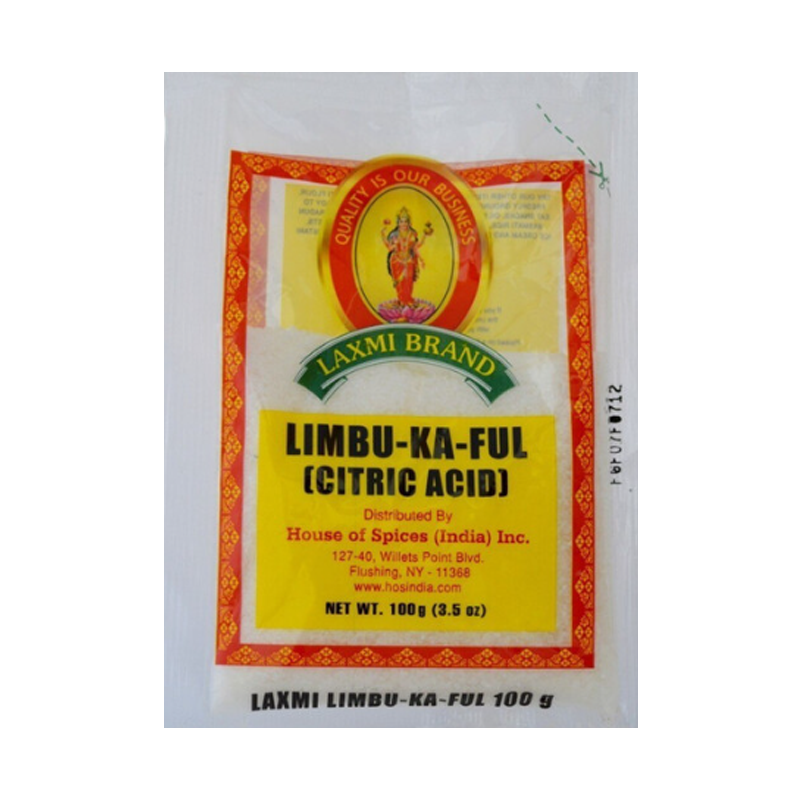 QUALITY IS OUR BUSINESS
LAXMI BRAND
LIMBU-KA-FUL
(CITRIC ACID)
Distributed By
House of Spices (India) Inc.
127-40, Willets Point Blvd.
Flushing, NY - 11368
www.hosindia.com
NET WT. 100g (3.5 oz)
LAXMI LIMBU-KA-FUL 100 g